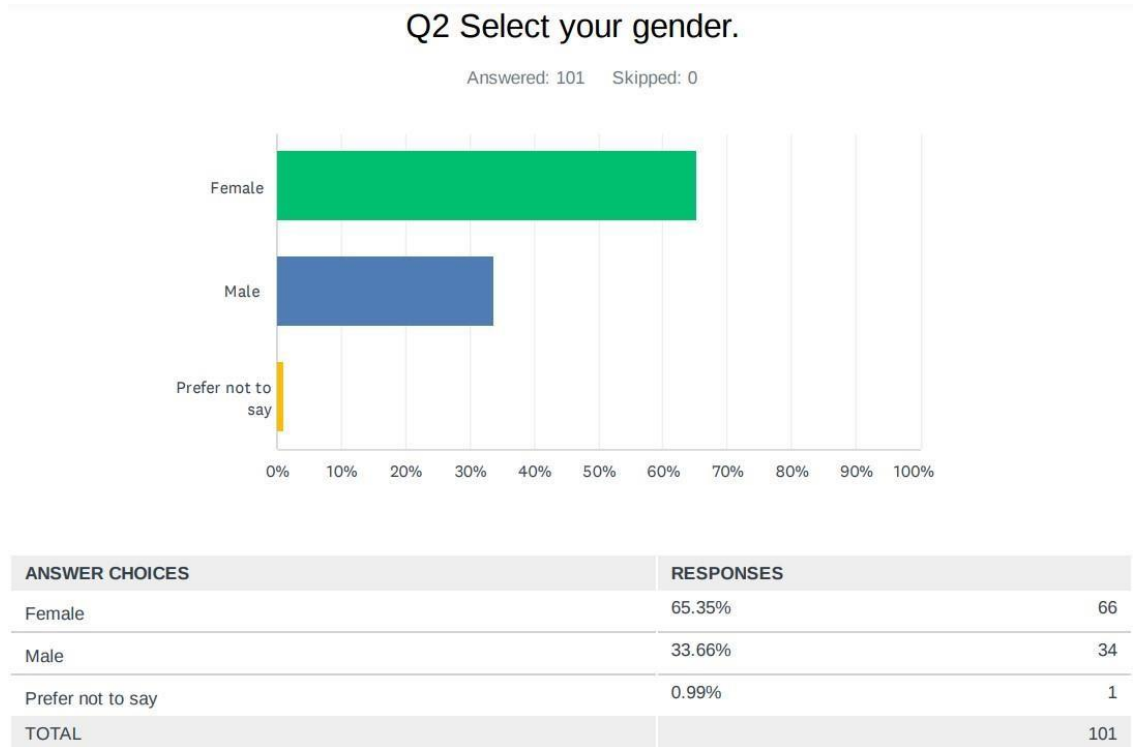 Q2 Select your gender.
Answered: 101 Skipped: 0
Female
Male
Prefer not to
say
0% 10% 20% 30% 40% 50% 60% 70% 80% 90% 100%
ANSWER CHOICES RESPONSES
Female 65.35% 66
Male 33.66% 34
Prefer not to say 0.99% 1
TOTAL 101